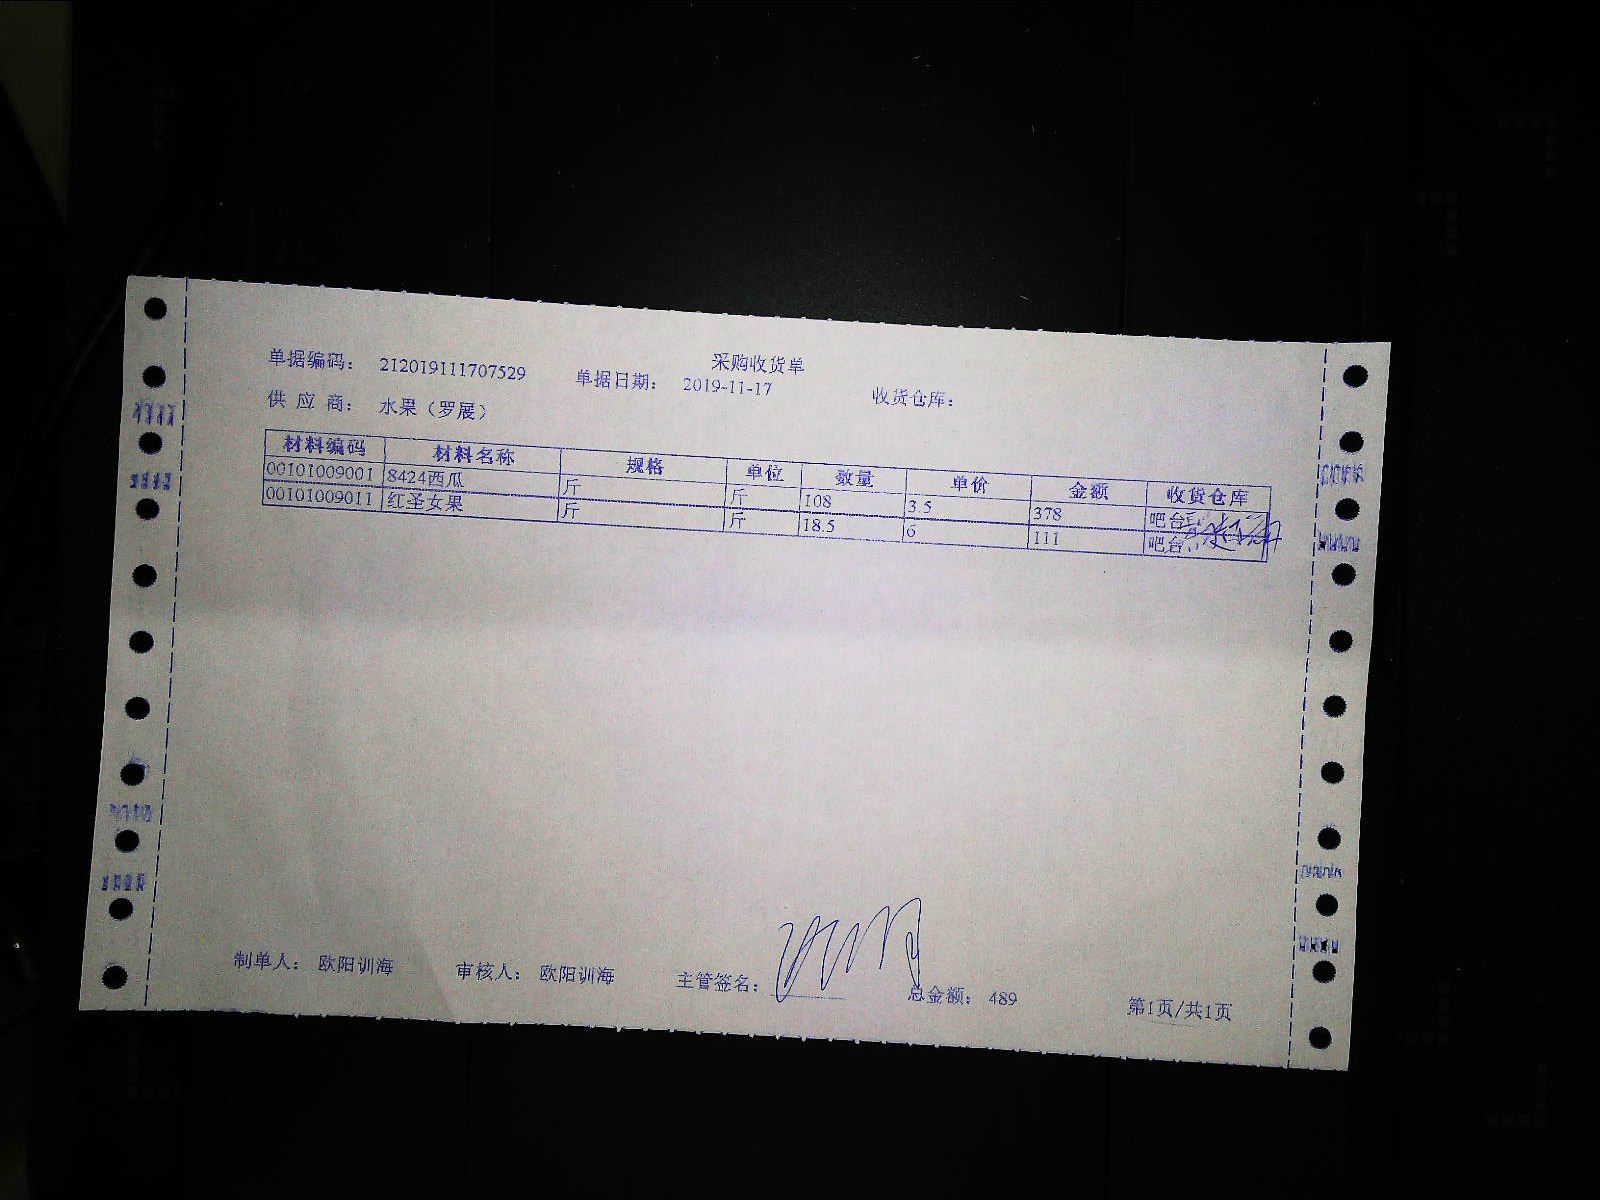 采购收货单
单据编码： 212019111707529 单据日期： 2019-11-17 收货仓库：
供 应 商： 水果（罗展）
材料编码 材料名称 规格 单位 数量 单价 金额 收货仓库
00101009001 8424西瓜 斤 斤 108 3.5 378 吧台
00101009011 红圣女果 斤 斤 18.5 6 111 吧台
制单人： 欧阳训海 审核人： 欧阳训海 主管签名： 总金额： 489 第1页/共1页